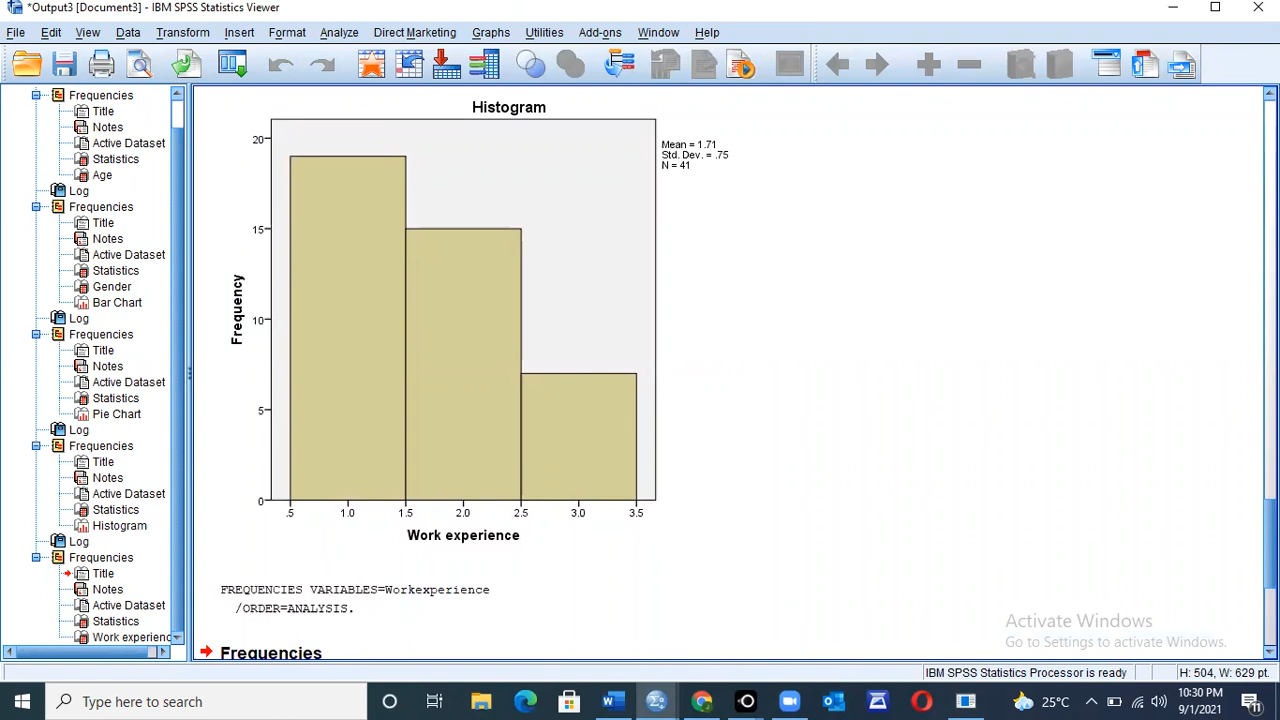 *Output3 [Document3] - IBM SPSS Statistics Viewer
File Edit View Data Transform Insert Format Analyze Direct Marketing Graphs Utilities Add-ons Window Help
Frequencies
Title
Notes
Active Dataset
Statistics
Age
Log
Frequencies
Title
Notes
Active Dataset
Statistics
Gender
Bar Chart
Log
Frequencies
Title
Notes
Active Dataset
Statistics
Pie Chart
Log
Frequencies
Title
Notes
Active Dataset
Statistics
Histogram
Log
Frequencies
Title
Notes
Active Dataset
Statistics
Work experienc
Histogram
Mean = 1.71
Std. Dev. = .75
N = 41
Frequency
20
15
10
5
0
.5 1.0 1.5 2.0 2.5 3.0 3.5
Work experience
FREQUENCIES VARIABLES=Workexperience
/ORDER=ANALYSIS.
Frequencies
Activate Windows
Go to Settings to activate Windows.
IBM SPSS Statistics Processor is ready H: 504, W: 629 pt.
Type here to search
25°C
10:30 PM
9/1/2021
11